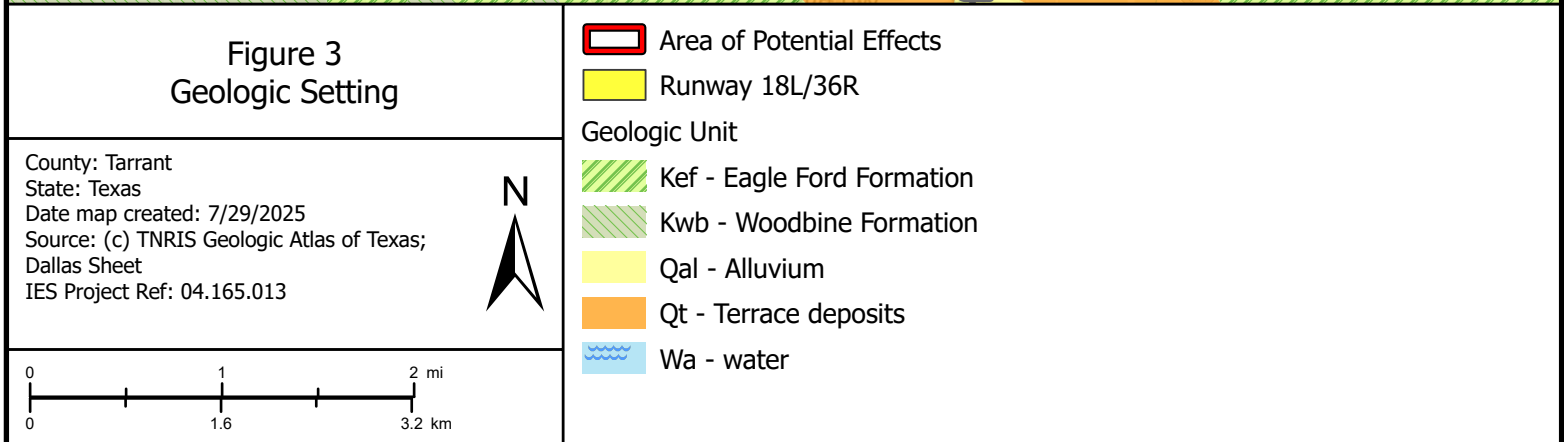 Figure 3
Geologic Setting
County: Tarrant
State: Texas
Date map created: 7/29/2025
Source: (c) TNRIS Geologic Atlas of Texas;
Dallas Sheet
IES Project Ref: 04.165.013
N
0 1 2 mi
0 1.6 3.2 km
Area of Potential Effects
Runway 18L/36R
Geologic Unit
Kef - Eagle Ford Formation
Kwb - Woodbine Formation
Qal - Alluvium
Qt - Terrace deposits
Wa - water